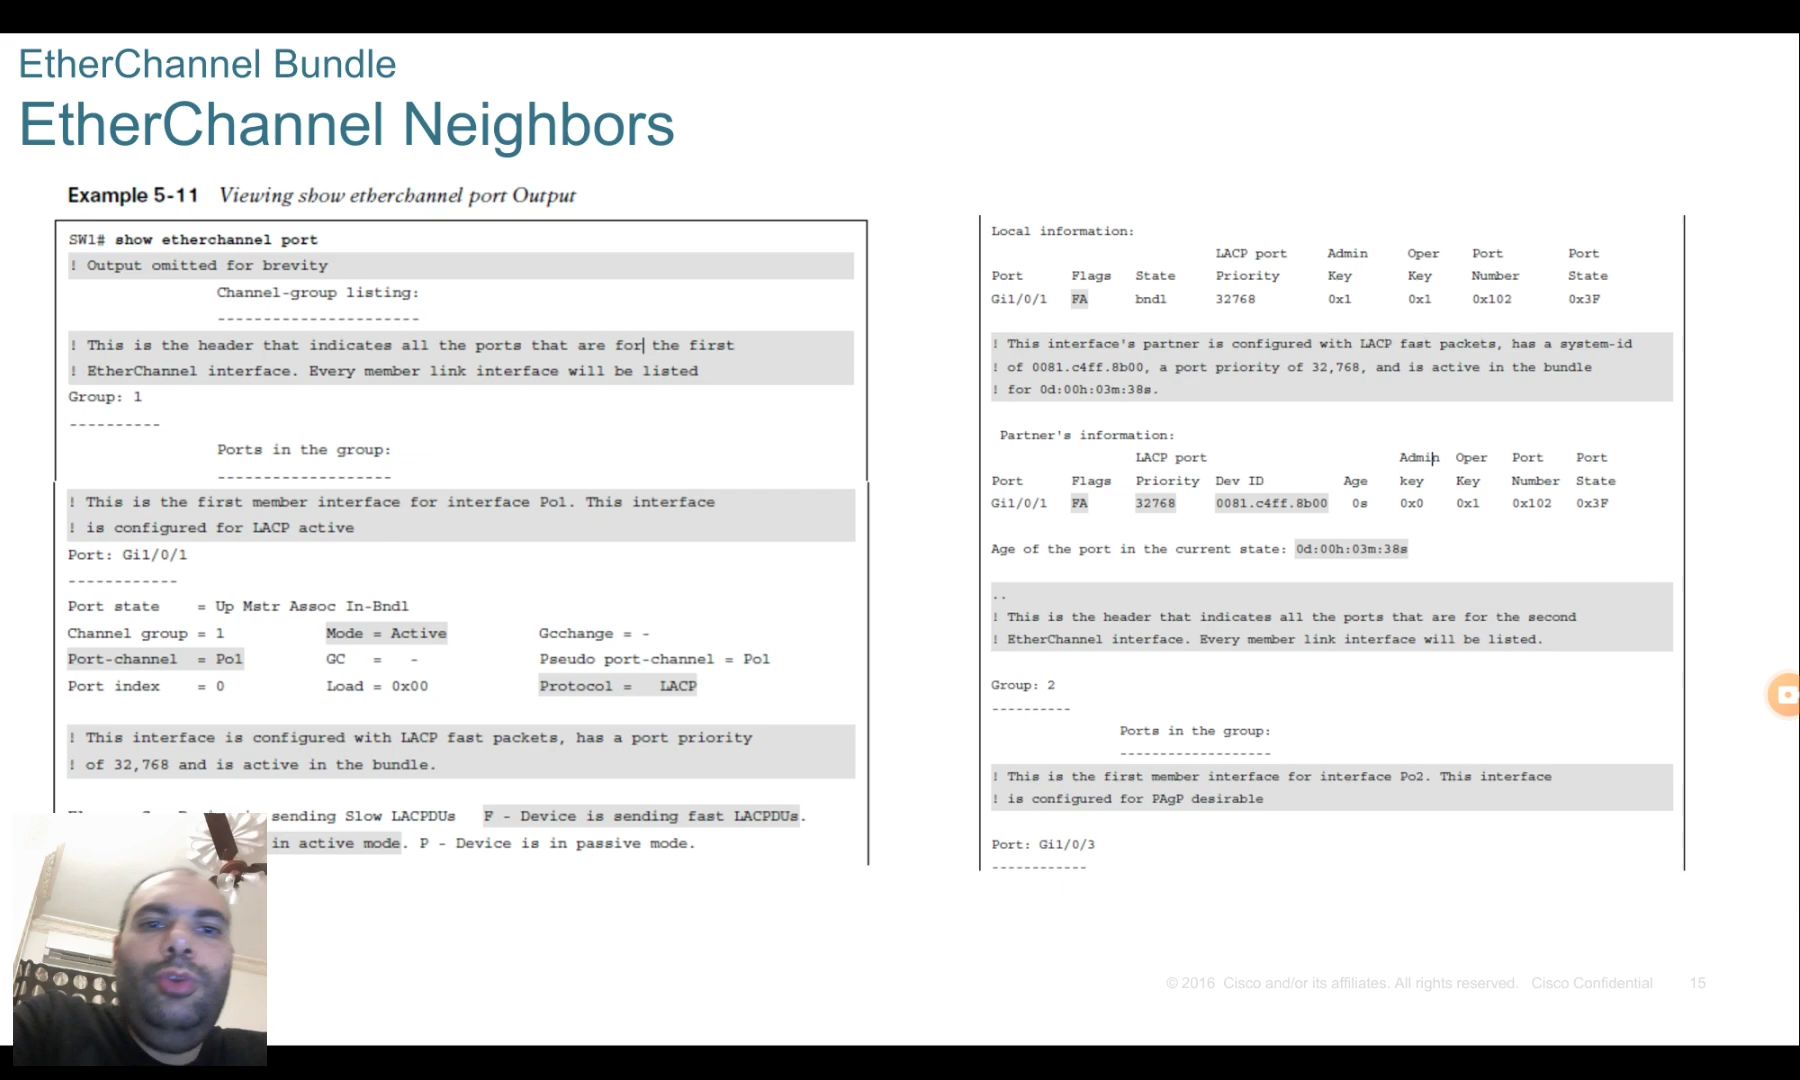 EtherChannel Bundle
EtherChannel Neighbors
Example 5-11 Viewing show etherchannel port Output
SW1# show etherchannel port
! Output omitted for brevity
Channel-group listing:
-----------------------
! This is the header that indicates all the ports that are for the first
! EtherChannel interface. Every member link interface will be listed
Group: 1
----------
Ports in the group:
-------------------
! This is the first member interface for interface Po1. This interface
! is configured for LACP active
Port: Gi1/0/1
------------
Port state = Up Mstr Assoc In-Bndl
Channel group = 1 Mode = Active Gcchange = -
Port-channel = Po1 GC = - Pseudo port-channel = Po1
Port index = 0 Load = 0x00 Protocol = LACP
! This interface is configured with LACP fast packets, has a port priority
! of 32,768 and is active in the bundle.
sending Slow LACPDUs F - Device is sending fast LACPDUs.
in active mode. P - Device is in passive mode.
Local information:
LACP port Admin Oper Port Port
Port Flags State Priority Key Key Number State
Gi1/0/1 FA bndl 32768 0x1 0x1 0x102 0x3F
! This interface's partner is configured with LACP fast packets, has a system-id
! of 0081.c4ff.8b00, a port priority of 32,768, and is active in the bundle
! for 0d:00h:03m:38s.
Partner's information:
LACP port Admin Oper Port Port
Port Flags Priority Dev ID Age key Key Number State
Gi1/0/1 FA 32768 0081.c4ff.8b00 0s 0x0 0x1 0x102 0x3F
Age of the port in the current state: 0d:00h:03m:38s
..
! This is the header that indicates all the ports that are for the second
! EtherChannel interface. Every member link interface will be listed.
Group: 2
----------
Ports in the group:
-------------------
! This is the first member interface for interface Po2. This interface
! is configured for PAgP desirable
Port: Gi1/0/3
------------
© 2016 Cisco and/or its affiliates. All rights reserved. Cisco Confidential 15